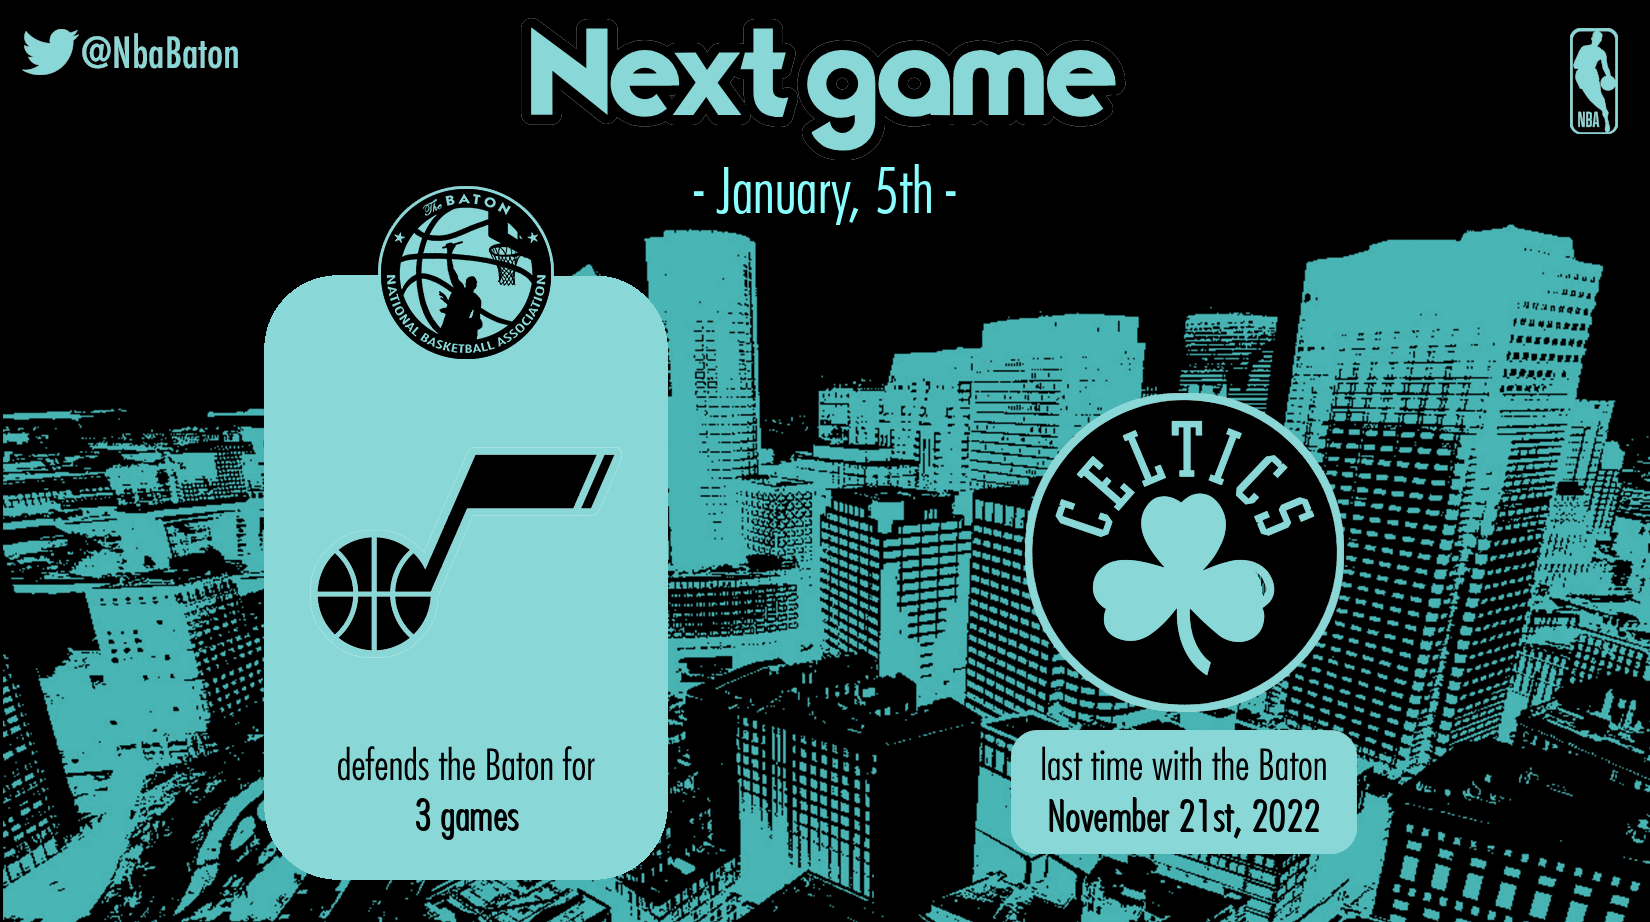 @NbaBaton
Next game
NBA
- January, 5th -
The BATON
NATIONAL BASKETBALL ASSOCIATION
CELTICS
defends the Baton for
3 games
last time with the Baton
November 21st, 2022